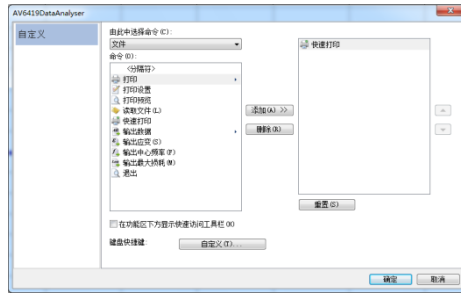 AV6419DataAnalyser
自定义
由此中选择命令(C):
文件
命令(O):
<分隔符>
打印
打印设置
打印预览
读取文件(L)
快速打印
输出数据
输出应变(S)
输出中心频率(F)
输出最大损耗(M)
退出
添加(A) >>
删除(R)
快速打印
重置(S)
在功能区下方显示快速访问工具栏(H)
键盘快捷键:
自定义(T)...
确定
取消